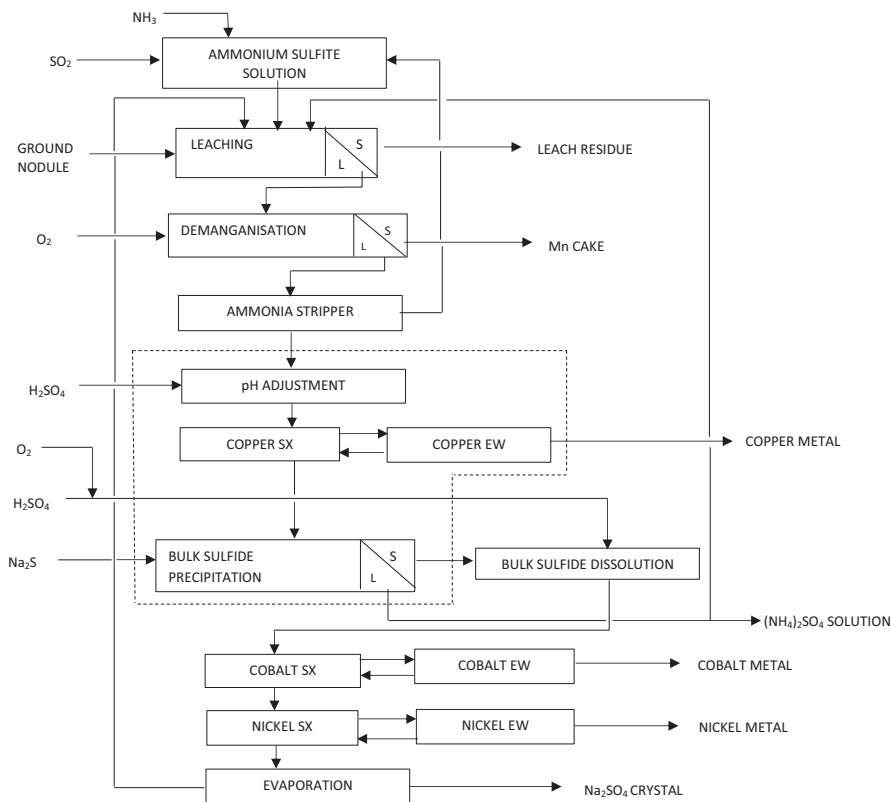 NH₃
SO₂
AMMONIUM SULFITE
SOLUTION
GROUND
NODULE
LEACHING
S
L
LEACH RESIDUE
O₂
DEMANGANISATION
S
L
Mn CAKE
AMMONIA STRIPPER
H₂SO₄
pH ADJUSTMENT
COPPER SX
COPPER EW
COPPER METAL
O₂
H₂SO₄
Na₂S
BULK SULFIDE
PRECIPITATION
S
L
BULK SULFIDE DISSOLUTION
(NH₄)₂SO₄ SOLUTION
COBALT SX
COBALT EW
COBALT METAL
NICKEL SX
NICKEL EW
NICKEL METAL
EVAPORATION
Na₂SO₄ CRYSTAL